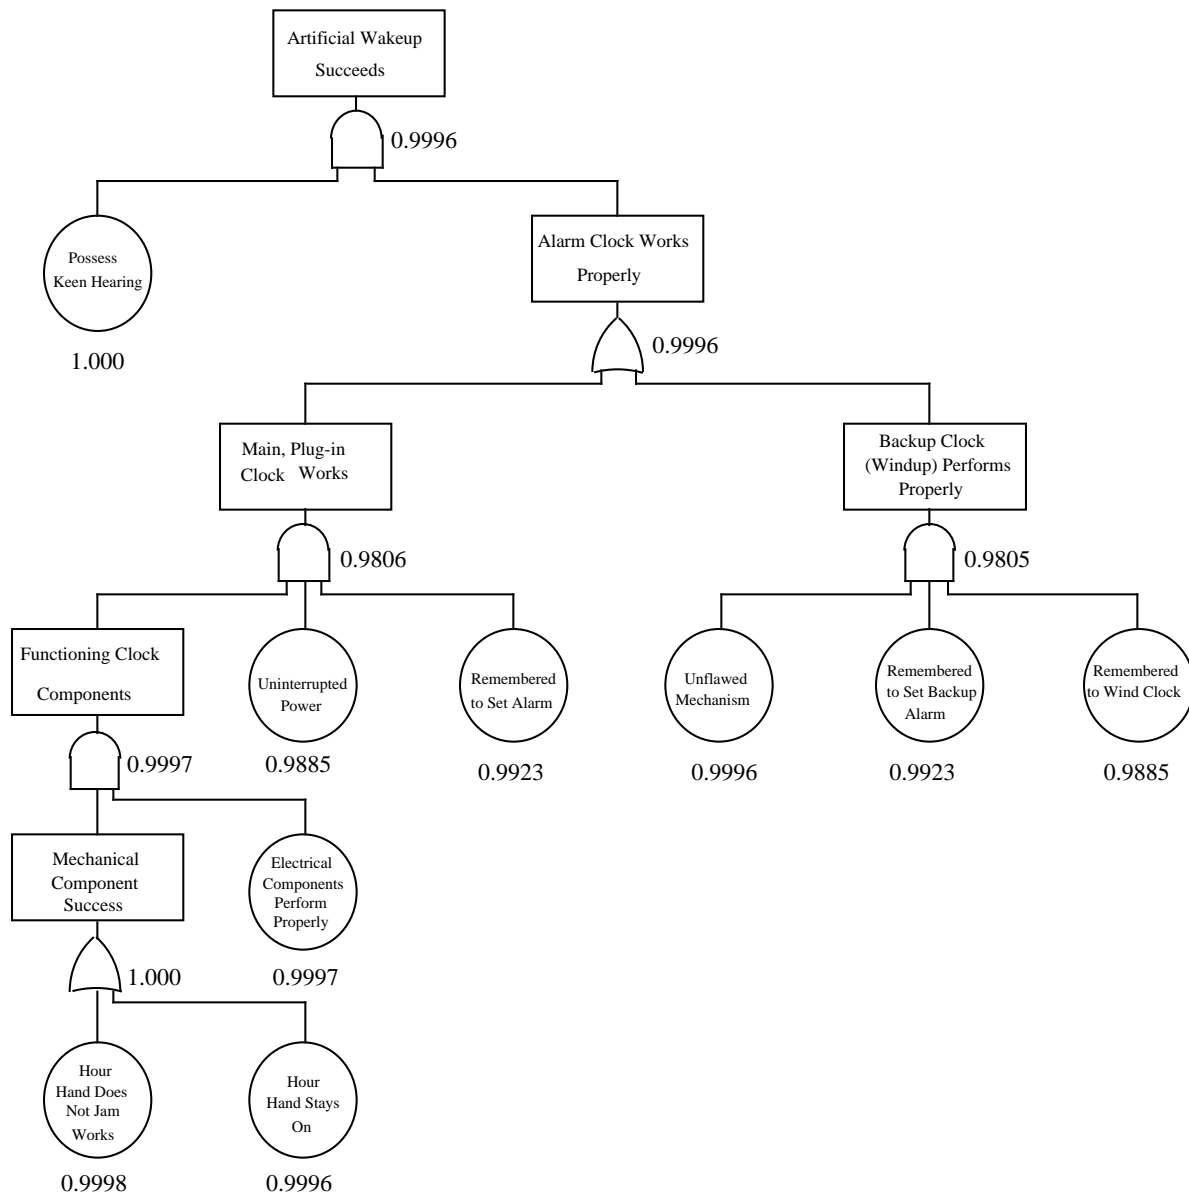 Artificial Wakeup
Succeeds
0.9996
Possess
Keen Hearing
1.000
Alarm Clock Works
Properly
0.9996
Main, Plug-in
Clock Works
0.9806
Backup Clock
(Windup) Performs
Properly
0.9805
Functioning Clock
Components
0.9997
Uninterrupted
Power
0.9885
Remembered
to Set Alarm
0.9923
Unflawed
Mechanism
0.9996
Remembered
to Set Backup
Alarm
0.9923
Remembered
to Wind Clock
0.9885
Mechanical
Component
Success
1.000
Electrical
Components
Perform
Properly
0.9997
Hour
Hand Does
Not Jam
Works
0.9998
Hour
Hand Stays
On
0.9996